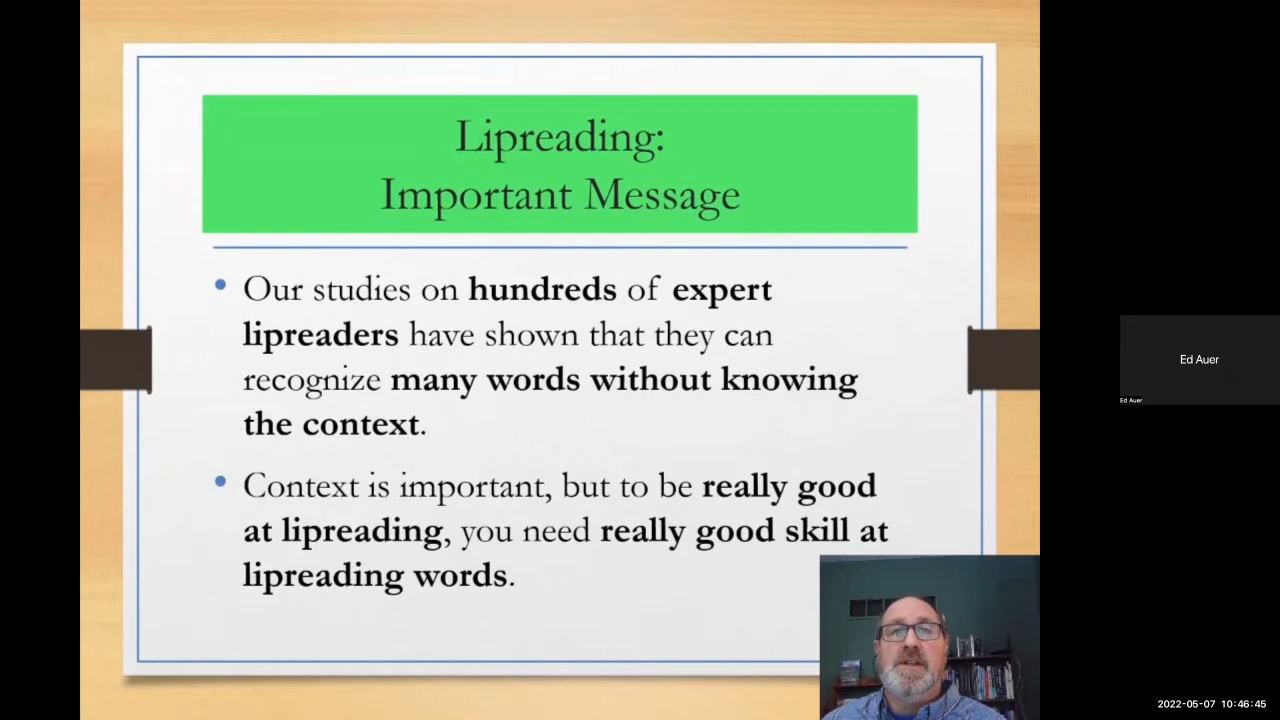 Lipreading:
Important Message
• Our studies on hundreds of expert
lipreaders have shown that they can
recognize many words without knowing
the context.
• Context is important, but to be really good
at lipreading, you need really good skill at
lipreading words.
Ed Auer
Ed Auer
2022-05-07 10:46:45